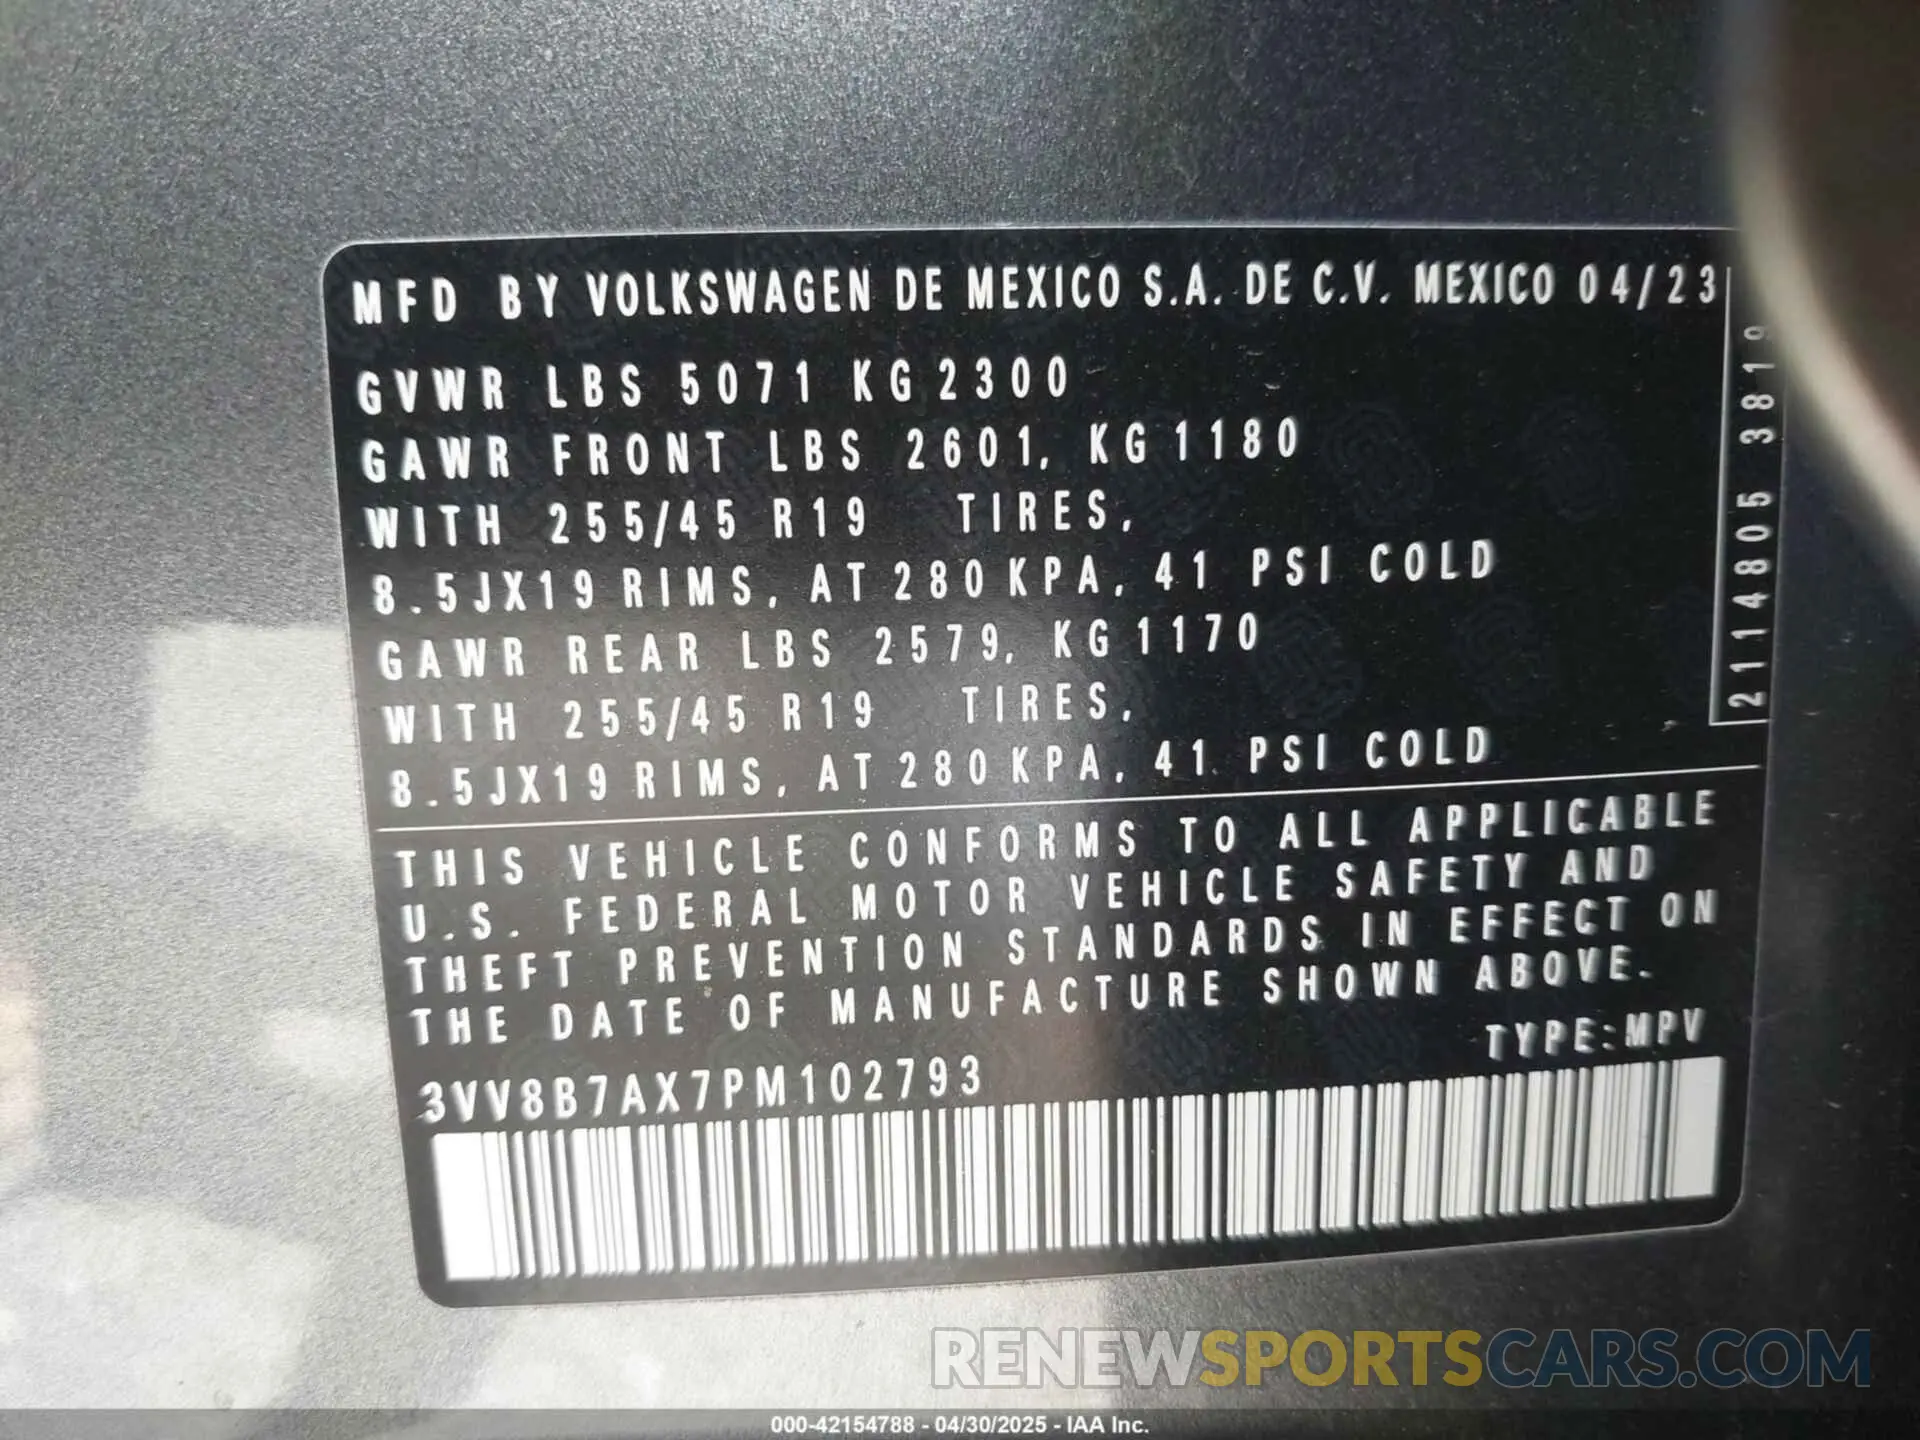 MFD BY VOLKSWAGEN DE MEXICO S.A. DE C.V. MEXICO 04/23
GVWR LBS 5071 KG 2300
GAWR FRONT LBS 2601, KG 1180
WITH 255/45 R19 TIRES,
8.5JX19 RIMS, AT 280 KPA, 41 PSI COLD
GAWR REAR LBS 2579, KG 1170
WITH 255/45 R19 TIRES,
8.5JX19 RIMS, AT 280 KPA, 41 PSI COLD
2114805 3819
THIS VEHICLE CONFORMS TO ALL APPLICABLE
U.S. FEDERAL MOTOR VEHICLE SAFETY AND
THEFT PREVENTION STANDARDS IN EFFECT ON
THE DATE OF MANUFACTURE SHOWN ABOVE.
TYPE: MPV
3VV8B7AX7PM102793
RENEWSPORTSCARS.COM
000-42154788 - 04/30/2025 - IAA Inc.